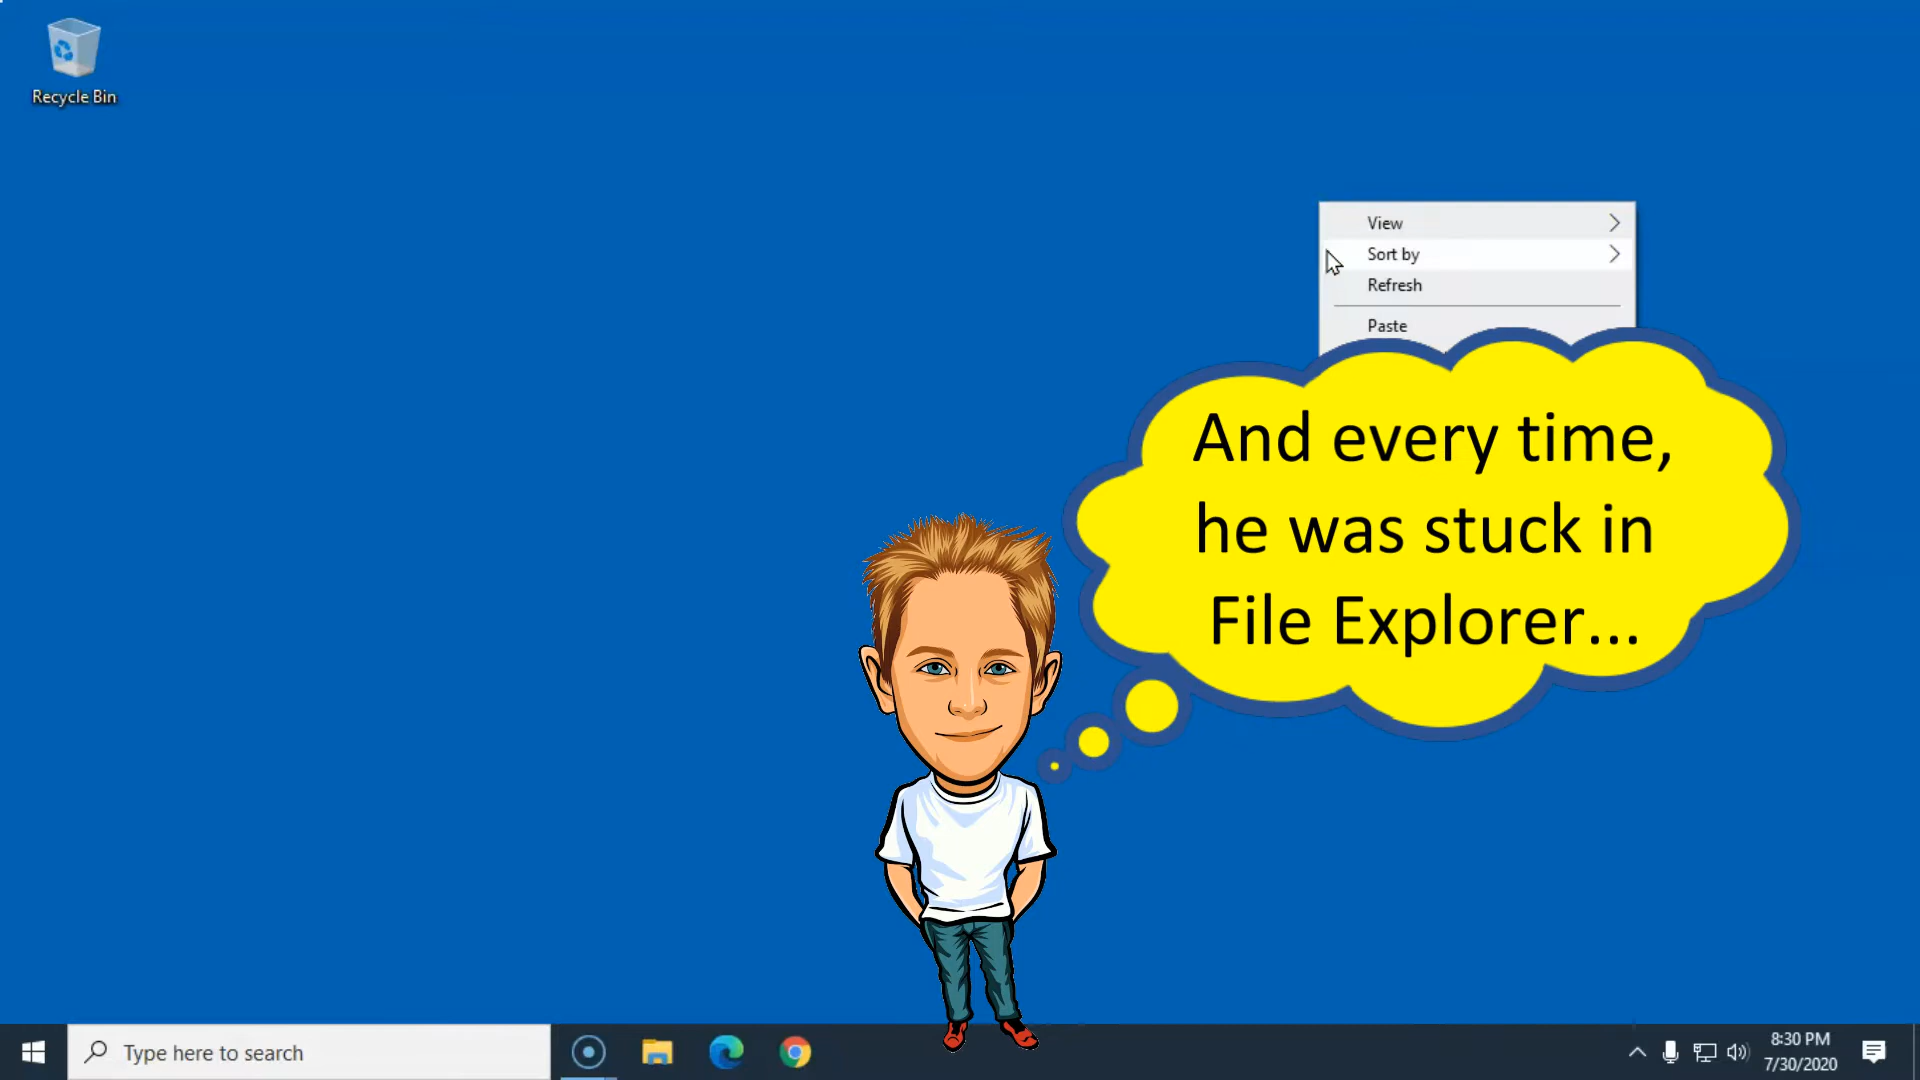 Recycle Bin
View
Sort by
Refresh
Paste
And every time,
he was stuck in
File Explorer...
Type here to search
8:30 PM
7/30/2020